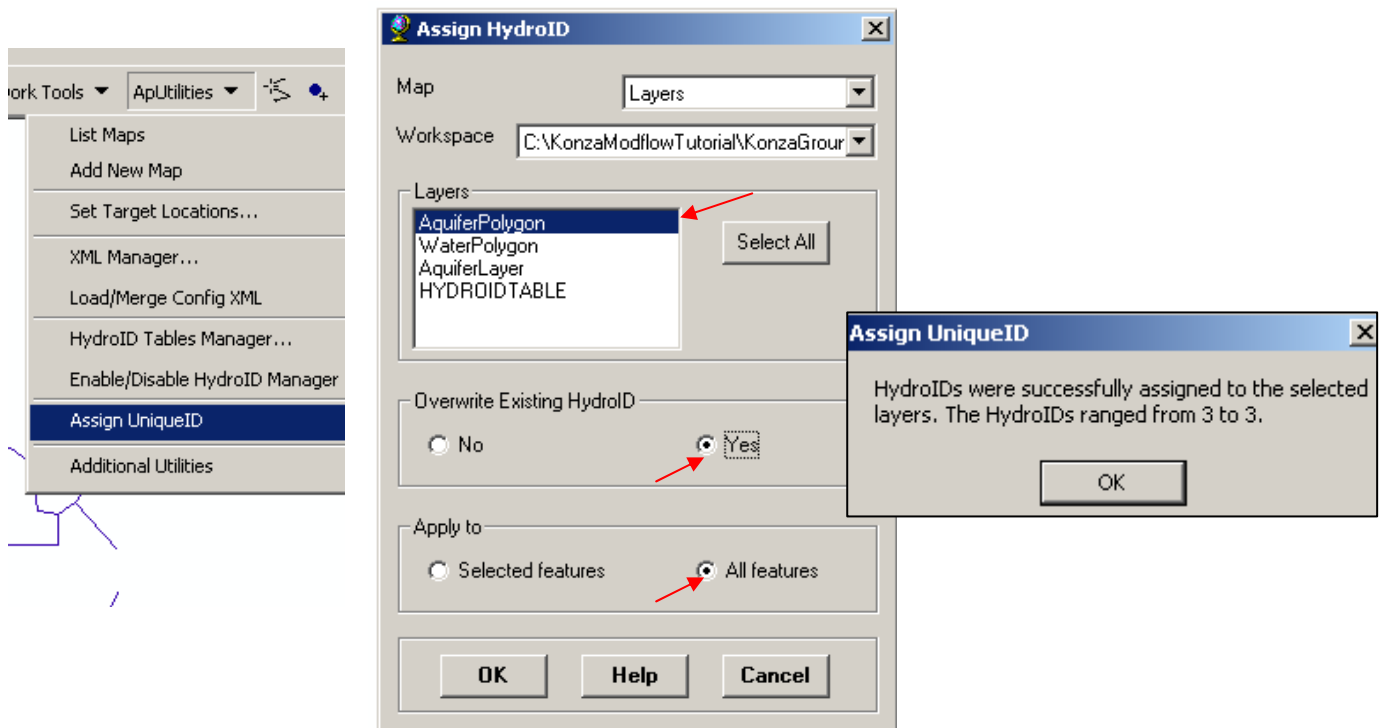 ork Tools ApUtilities
List Maps
Add New Map
Set Target Locations...
XML Manager...
Load/Merge Config XML
HydroID Tables Manager...
Enable/Disable HydroID Manager
Assign UniqueID
Additional Utilities
Assign HydroID
Map Layers
Workspace C:\KonzaModflowTutorial\KonzaGrour
Layers
AquiferPolygon
WaterPolygon
AquiferLayer
HYDROIDTABLE
Select All
Overwrite Existing HydroID
No Yes
Apply to
Selected features All features
OK Help Cancel
Assign UniqueID
HydroIDs were successfully assigned to the selected
layers. The HydroIDs ranged from 3 to 3.
OK